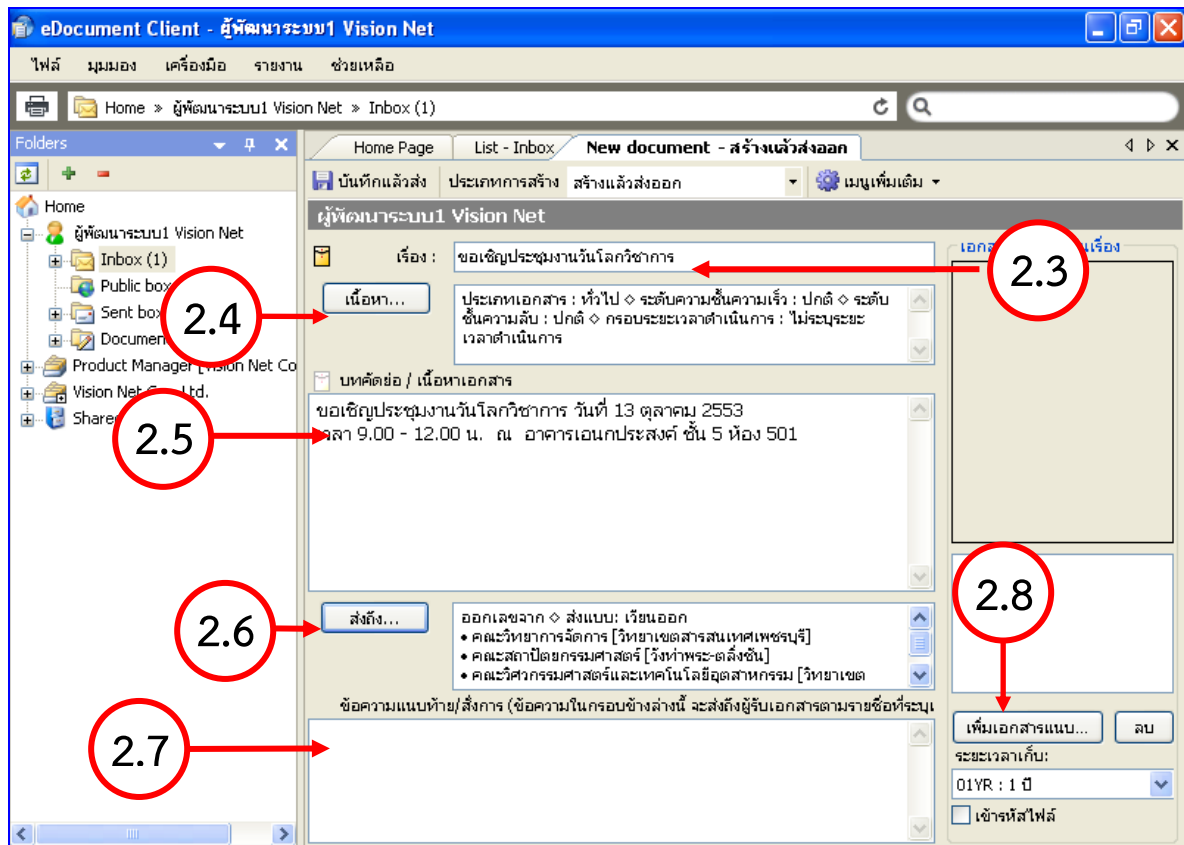 eDocument Client - ผู้พัฒนาระบบ1 Vision Net
ไฟล์ มุมมอง เครื่องมือ รายงาน ช่วยเหลือ
Home » ผู้พัฒนาระบบ1 Vision Net » Inbox (1)
Folders
Home
ผู้พัฒนาระบบ1 Vision Net
Inbox (1)
Public box
Sent box
Documen
Product Manager [Vision Net Co
Vision Net Co., Ltd.
Share
Home Page List - Inbox New document - สร้างแล้วส่งออก
บันทึกแล้วส่ง ประเภทการสร้าง สร้างแล้วส่งออก เมนูเพิ่มเติม
ผู้พัฒนาระบบ1 Vision Net
เรื่อง : ขอเชิญประชุมงานวันโลกวิชาการ
2.3
เนื้อหา...
ประเภทเอกสาร : ทั่วไป ◇ ระดับความชั้นความเร็ว : ปกติ ◇ ระดับ
ชั้นความลับ : ปกติ ◇ กรอบระยะเวลาดำเนินการ : ไม่ระบุระยะ
เวลาดำเนินการ
2.4
บทคัดย่อ / เนื้อหาเอกสาร
ขอเชิญประชุมงานวันโลกวิชาการ วันที่ 13 ตุลาคม 2553
เวลา 9.00 - 12.00 น. ณ อาคารเอนกประสงค์ ชั้น 5 ห้อง 501
2.5
ส่งถึง...
ออกเลขจาก ◇ ส่งแบบ: เวียนออก
• คณะวิทยาการจัดการ [วิทยาเขตสารสนเทศเพชรบุรี]
• คณะสถาปัตยกรรมศาสตร์ [วังท่าพระ-ตลิ่งชัน]
• คณะวิศวกรรมศาสตร์และเทคโนโลยีอุตสาหกรรม [วิทยาเขต
2.6
ข้อความแนบท้าย/สั่งการ (ข้อความในกรอบข้างล่างนี้ จะส่งถึงผู้รับเอกสารตามรายชื่อที่ระบุ
2.7
2.8
เพิ่มเอกสารแนบ... ลบ
ระยะเวลาเก็บ:
01YR : 1 ปี
เข้ารหัสไฟล์